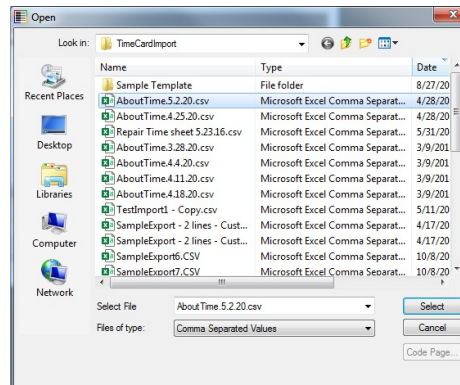 Open
Look in: TimeCardImport
Name Type Date
Sample Template File folder 8/27/20
AboutTime.5.2.20.csv Microsoft Excel Comma Separat... 4/28/20
AboutTime.4.25.20.csv Microsoft Excel Comma Separat... 4/28/20
Repair Time sheet 5.23.16.csv Microsoft Excel Comma Separat... 5/31/20
AboutTime.3.28.20.csv Microsoft Excel Comma Separat... 3/9/201
AboutTime.4.4.20.csv Microsoft Excel Comma Separat... 3/9/201
AboutTime.4.11.20.csv Microsoft Excel Comma Separat... 3/9/201
AboutTime.4.18.20.csv Microsoft Excel Comma Separat... 3/9/201
TestImport1 - Copy.csv Microsoft Excel Comma Separat... 5/11/20
SampleExport - 2 lines - Cust... Microsoft Excel Comma Separat... 4/17/20
SampleExport - 2 lines - Cust... Microsoft Excel Comma Separat... 4/17/20
SampleExport6.CSV Microsoft Excel Comma Separat... 10/8/20
SampleExport7.CSV Microsoft Excel Comma Separat... 10/8/20
Recent Places
Desktop
Libraries
Computer
Network
Select File AboutTime.5.2.20.csv Select
Files of type: Comma Separated Values Cancel
Code Page...